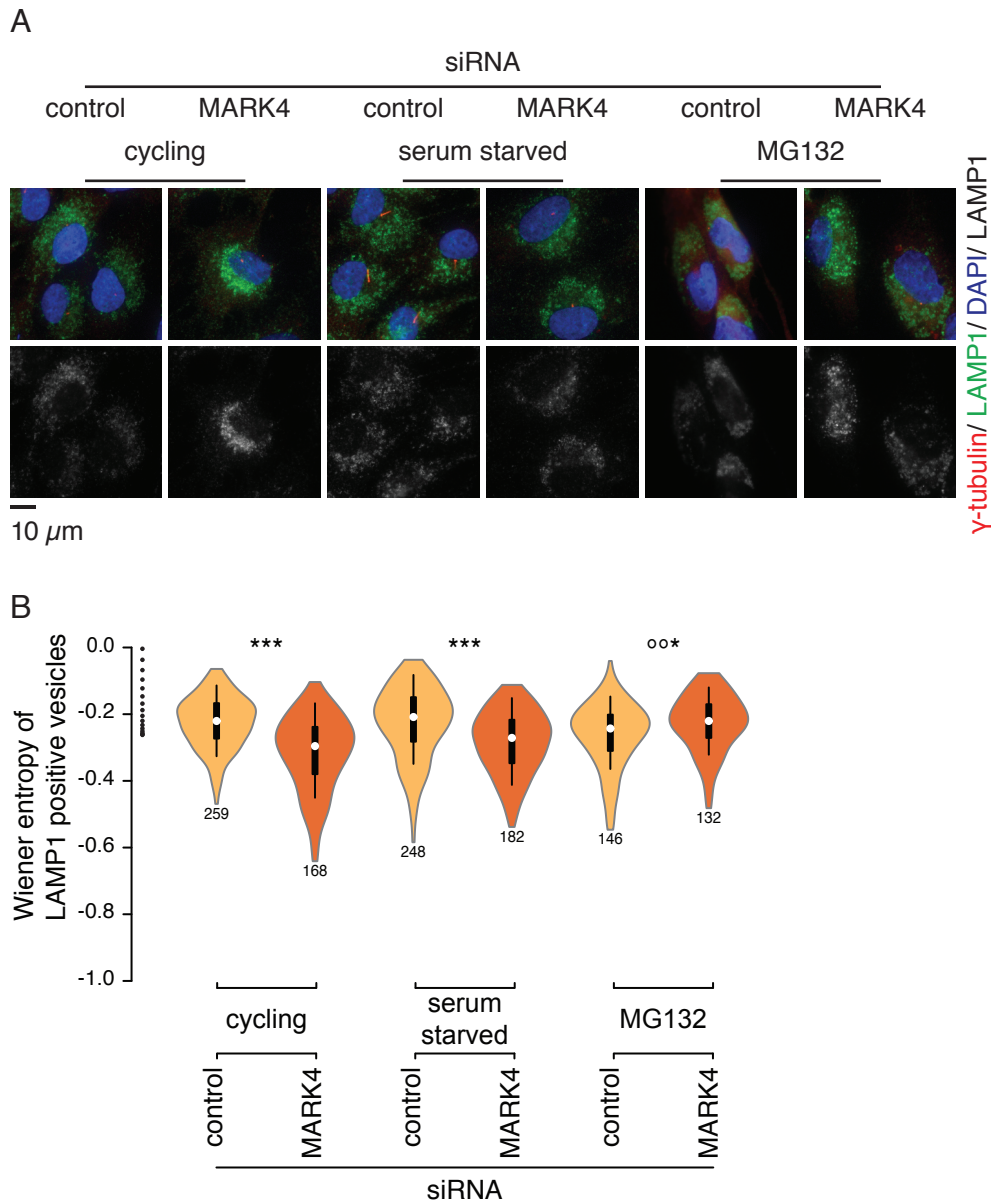 A
siRNA
control MARK4 control MARK4 control MARK4
cycling serum starved MG132
γ-tubulin/ LAMP1/ DAPI/ LAMP1
10 µm
B
Wiener entropy of
LAMP1 positive vesicles
0.0
-0.2
-0.4
-0.6
-0.8
-1.0
*** *** °°*
259 168 248 182 146 132
cycling serum starved MG132
control MARK4 control MARK4 control MARK4
siRNA